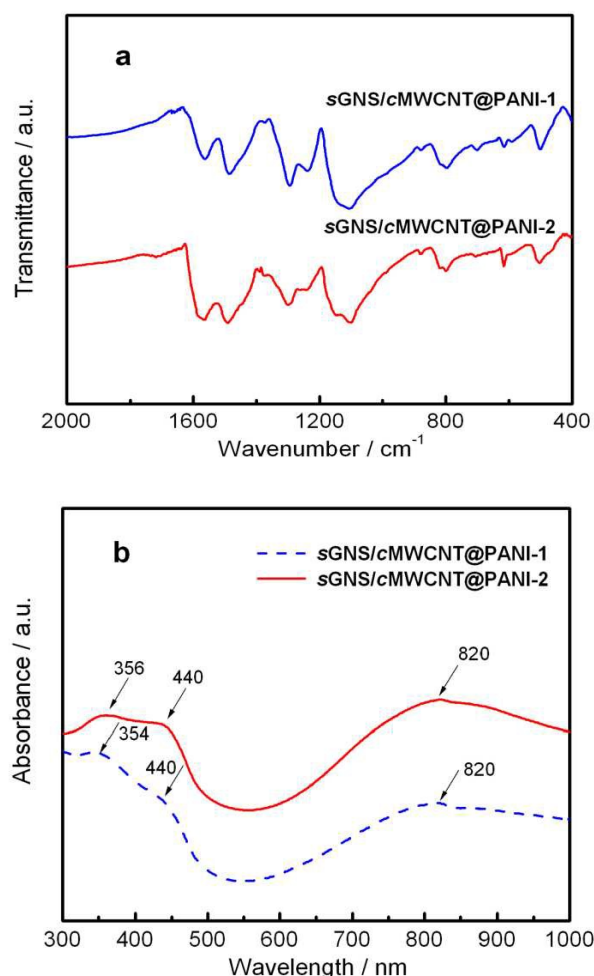 a
sGNS/cMWCNT@PANI-1
sGNS/cMWCNT@PANI-2
Transmittance / a.u.
2000 1600 1200 800 400
Wavenumber / cm-1
b
sGNS/cMWCNT@PANI-1
sGNS/cMWCNT@PANI-2
820
356
440
354
440
820
Absorbance / a.u.
300 400 500 600 700 800 900 1000
Wavelength / nm